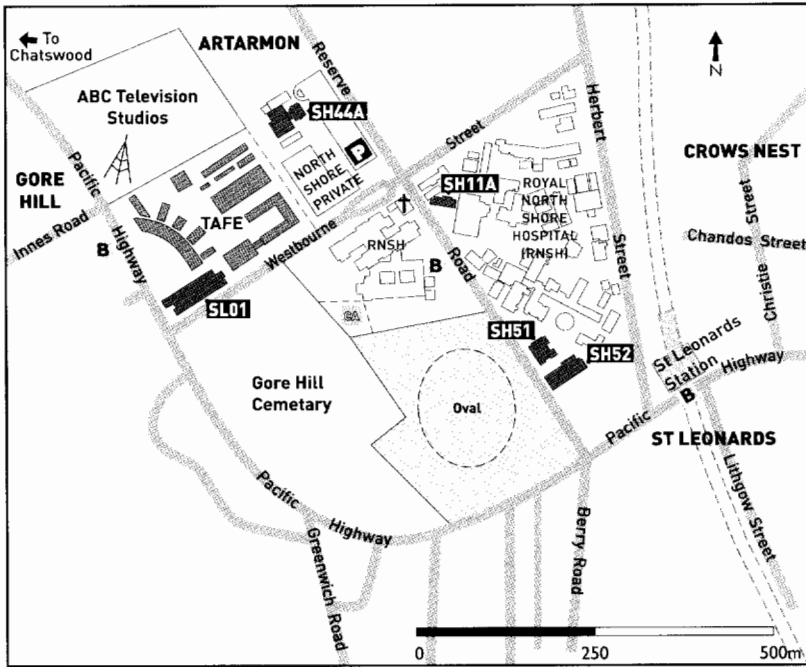 To
Chatswood
ARTARMON
Reserve
N
ABC Television
Studios
SH44A
Street
Herbert
CROWS NEST
P
NORTH
SHORE
PRIVATE
Pacific
GORE
HILL
SH11A
ROYAL
NORTH
SHORE
HOSPITAL
(RNSH)
Street
Chandos Street
TAFE
Innes Road
B
Highway
Westbourne
RNSH
B
Road
Street
Christie
SL01
SH51
SH52
St Leonards
Station
Highway
B
Gore Hill
Cemetary
Oval
Pacific
ST LEONARDS
Lithgow Street
Pacific
Highway
Berry Road
Greenwich Road
0
250
500m